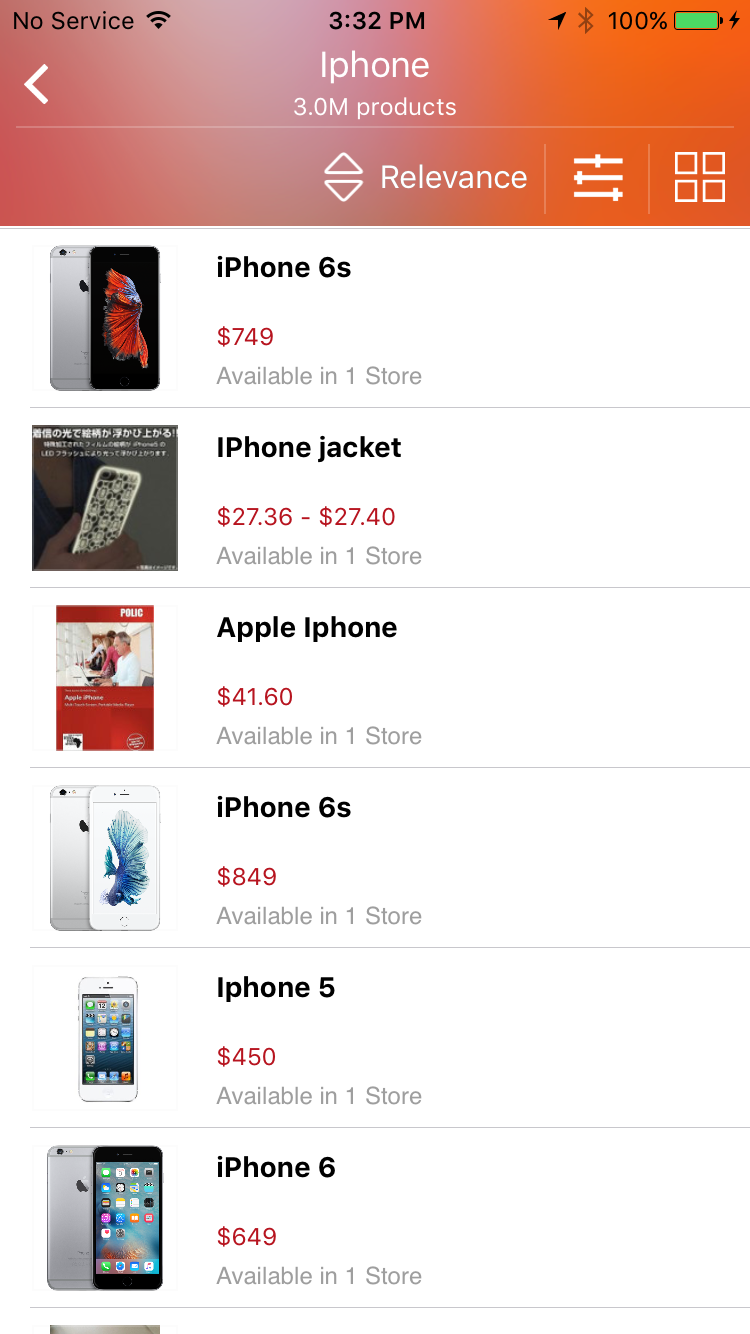 No Service
3:32 PM
100%
Iphone
3.0M products
Relevance
iPhone 6s
$749
Available in 1 Store
着信の光で絵柄が浮かび上がる!!
特殊加工されたフィルムの絵柄が iPhone5 の
LED フラッシュにより光って浮かび上がります.
IPhone jacket
$27.36 - $27.40
Available in 1 Store
POLIC
Apple iPhone
Apple Iphone
$41.60
Available in 1 Store
iPhone 6s
$849
Available in 1 Store
Iphone 5
$450
Available in 1 Store
iPhone 6
$649
Available in 1 Store